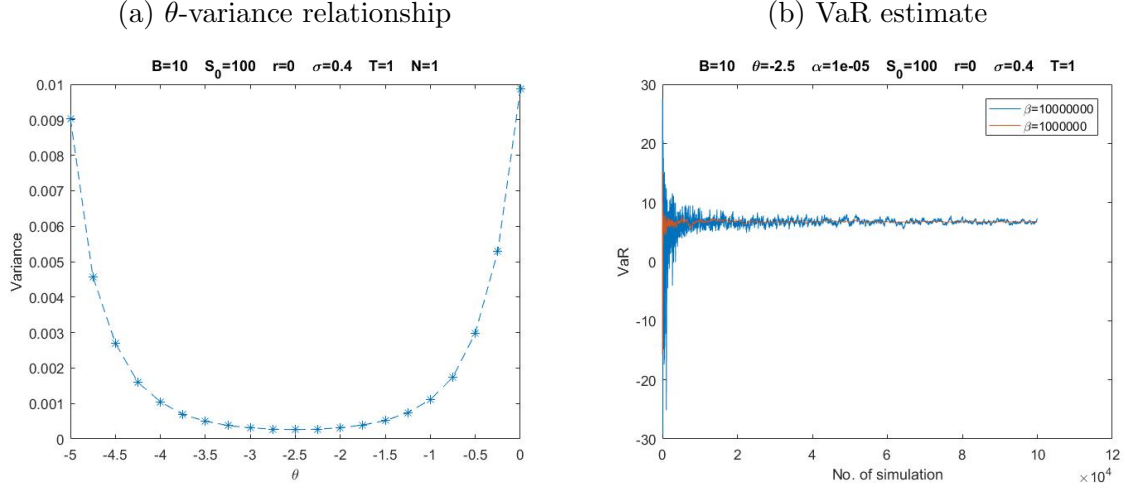 (a) θ-variance relationship
B=10 S₀=100 r=0 σ=0.4 T=1 N=1
0.01
0.009
0.008
0.007
0.006
0.005
0.004
0.003
0.002
0.001
0
Variance
-5 -4.5 -4 -3.5 -3 -2.5 -2 -1.5 -1 -0.5 0
θ
(b) VaR estimate
B=10 θ=-2.5 α=1e-05 S₀=100 r=0 σ=0.4 T=1
30
20
10
0
-10
-20
-30
VaR
β=10000000
β=1000000
0 2 4 6 8 10 12
No. of simulation
×10⁴